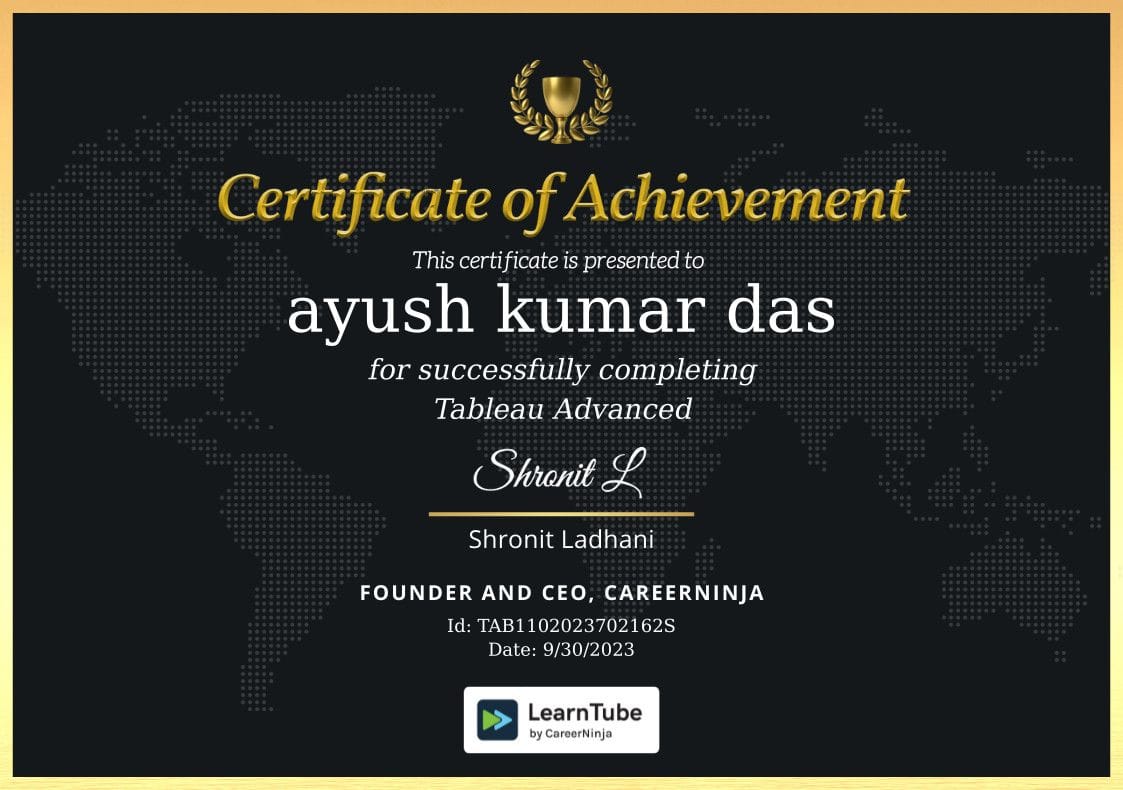 Certificate of Achievement
This certificate is presented to
ayush kumar das
for successfully completing
Tableau Advanced
Shronit L
Shronit Ladhani
FOUNDER AND CEO, CAREERNINJA
Id: TAB1102023702162S
Date: 9/30/2023
LearnTube
by CareerNinja